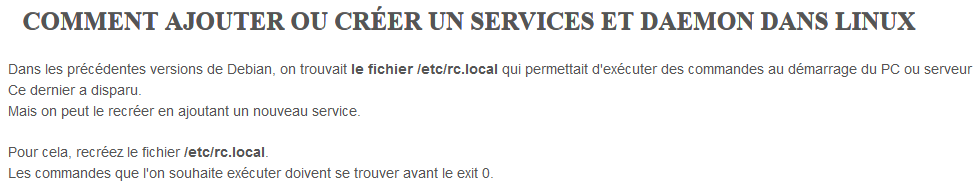 COMMENT AJOUTER OU CRÉER UN SERVICES ET DAEMON DANS LINUX
Dans les précédentes versions de Debian, on trouvait le fichier /etc/rc.local qui permettait d'exécuter des commandes au démarrage du PC ou serveur
Ce dernier a disparu.
Mais on peut le recréer en ajoutant un nouveau service.
Pour cela, recréez le fichier /etc/rc.local.
Les commandes que l'on souhaite exécuter doivent se trouver avant le exit 0.